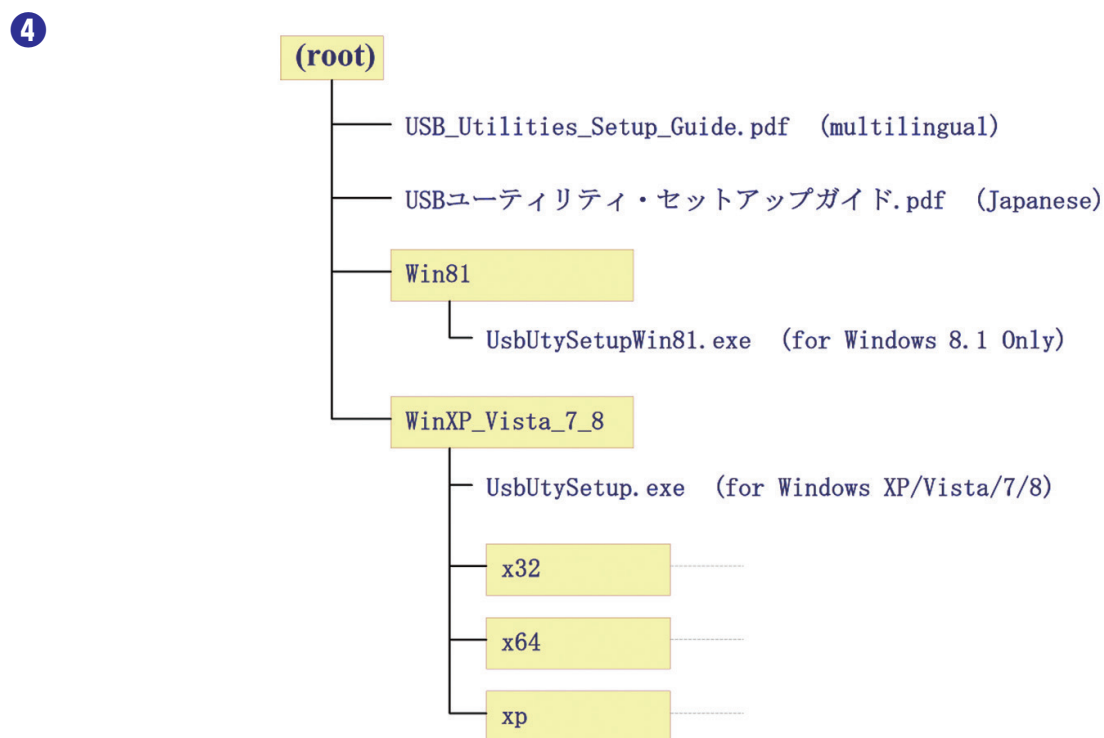 4
(root)
USB_Utilities_Setup_Guide.pdf (multilingual)
USBユーティリティ・セットアップガイド.pdf (Japanese)
Win81
UsbUtySetupWin81.exe (for Windows 8.1 Only)
WinXP_Vista_7_8
UsbUtySetup.exe (for Windows XP/Vista/7/8)
x32
x64
xp